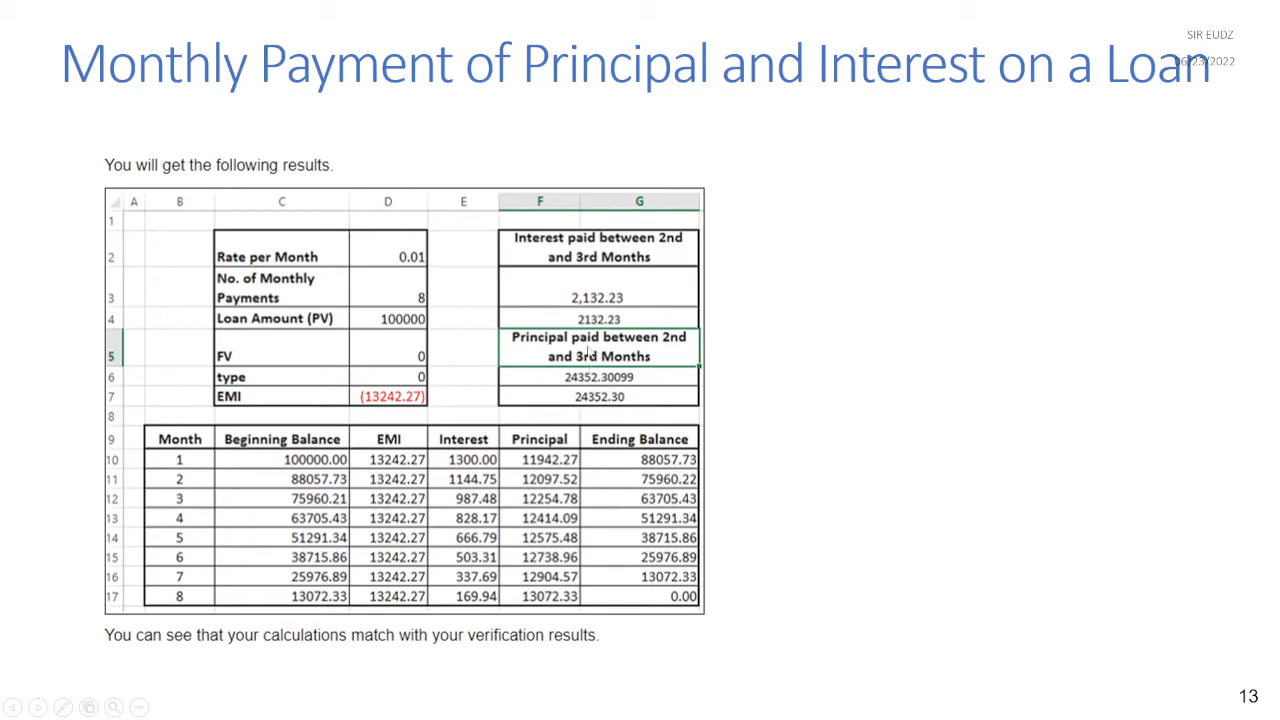 SIR EUDZ
Monthly Payment of Principal and Interest on a Loan
06/23/2022
You will get the following results.
A B C D E F G
1
2 Rate per Month 0.01 Interest paid between 2nd and 3rd Months
3 No. of Monthly Payments 8 2,132.23
4 Loan Amount (PV) 100000 2132.23
5 FV 0 Principal paid between 2nd and 3rd Months
6 type 0 24352.30099
7 EMI (13242.27) 24352.30
8
9 Month Beginning Balance EMI Interest Principal Ending Balance
10 1 100000.00 13242.27 1300.00 11942.27 88057.73
11 2 88057.73 13242.27 1144.75 12097.52 75960.22
12 3 75960.21 13242.27 987.48 12254.78 63705.43
13 4 63705.43 13242.27 828.17 12414.09 51291.34
14 5 51291.34 13242.27 666.79 12575.48 38715.86
15 6 38715.86 13242.27 503.31 12738.96 25976.89
16 7 25976.89 13242.27 337.69 12904.57 13072.33
17 8 13072.33 13242.27 169.94 13072.33 0.00
You can see that your calculations match with your verification results.
13